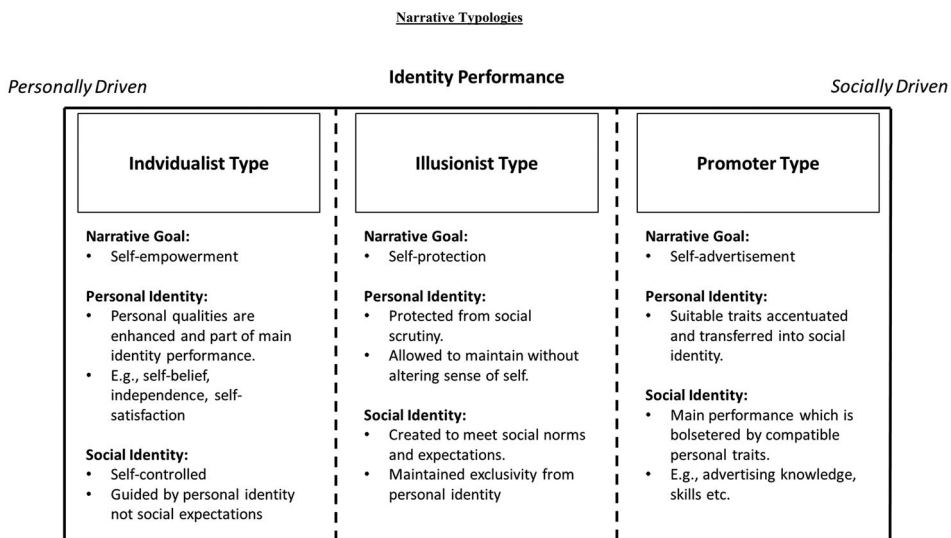 Narrative Typologies
Personally Driven
Identity Performance
Socially Driven
Indvidualist Type
Narrative Goal:
• Self-empowerment
Personal Identity:
• Personal qualities are
enhanced and part of main
identity performance.
• E.g., self-belief,
independence, self-
satisfaction
Social Identity:
• Self-controlled
• Guided by personal identity
not social expectations
Illusionist Type
Narrative Goal:
• Self-protection
Personal Identity:
• Protected from social
scrutiny.
• Allowed to maintain without
altering sense of self.
Social Identity:
• Created to meet social norms
and expectations.
• Maintained exclusivity from
personal identity
Promoter Type
Narrative Goal:
• Self-advertisement
Personal Identity:
• Suitable traits accentuated
and transferred into social
identity.
Social Identity:
• Main performance which is
bolsetered by compatible
personal traits.
• E.g., advertising knowledge,
skills etc.